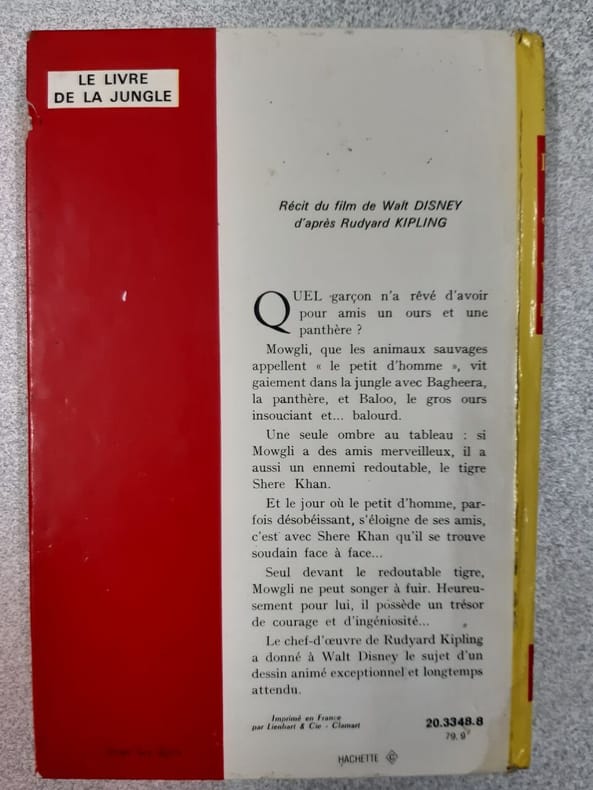 LE LIVRE
DE LA JUNGLE
Récit du film de Walt DISNEY
d'après Rudyard KIPLING
QUEL garçon n'a rêvé d'avoir
pour amis un ours et une
panthère ?
Mowgli, que les animaux sauvages
appellent « le petit d'homme », vit
gaiement dans la jungle avec Bagheera,
la panthère, et Baloo, le gros ours
insouciant et... balourd.
Une seule ombre au tableau : si
Mowgli a des amis merveilleux, il a
aussi un ennemi redoutable, le tigre
Shere Khan.
Et le jour où le petit d'homme, par-
fois désobéissant, s'éloigne de ses amis,
c'est avec Shere Khan qu'il se trouve
soudain face à face...
Seul devant le redoutable tigre,
Mowgli ne peut songer à fuir. Heureu-
sement pour lui, il possède un trésor
de courage et d'ingéniosité...
Le chef-d'œuvre de Rudyard Kipling
a donné à Walt Disney le sujet d'un
dessin animé exceptionnel et longtemps
attendu.
Imprimé en France
par Lienhart & Cie - Clamart
20.3348.8
79.9
HACHETTE